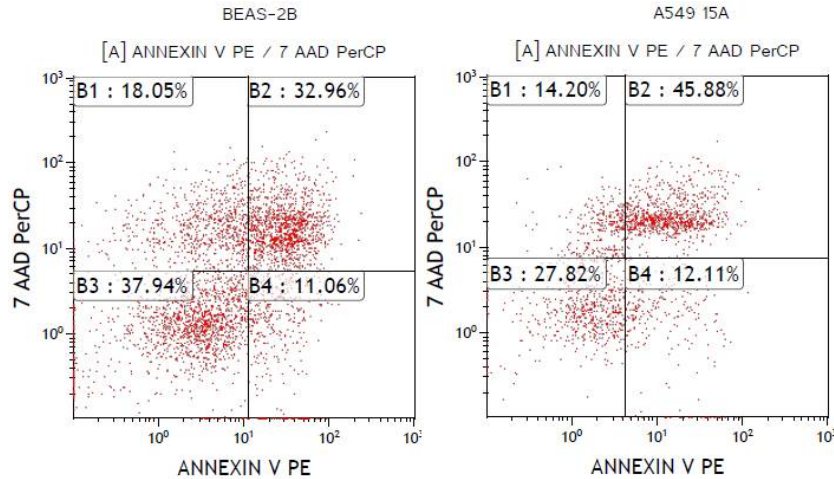 BEAS-2B
[A] ANNEXIN V PE / 7 AAD PerCP
10³
B1 : 18.05%
B2 : 32.96%
10²
10¹
B3 : 37.94%
B4 : 11.06%
10⁰
10⁰
10¹
10²
10³
7 AAD PerCP
ANNEXIN V PE
A549 15A
[A] ANNEXIN V PE / 7 AAD PerCP
10³
B1 : 14.20%
B2 : 45.88%
10²
10¹
B3 : 27.82%
B4 : 12.11%
10⁰
10⁰
10¹
10²
10³
7 AAD PerCP
ANNEXIN V PE